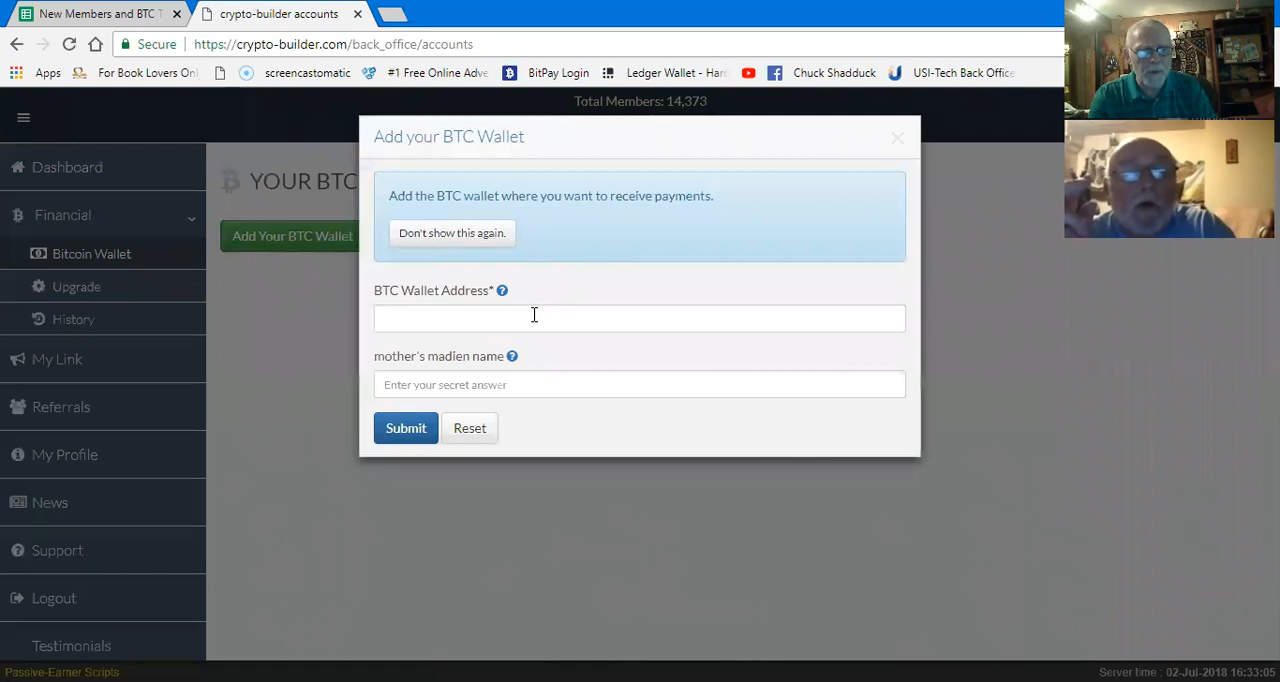 New Members and BTC T
crypto-builder accounts
Secure
https://crypto-builder.com/back_office/accounts
Apps
For Book Lovers Onl
screencastomatic
#1 Free Online Adve
BitPay Login
Ledger Wallet - Hard
Chuck Shadduck
USI-Tech Back Office
Total Members: 14,373
Dashboard
Financial
Bitcoin Wallet
Upgrade
History
My Link
Referrals
My Profile
News
Support
Logout
Testimonials
YOUR BTC
Add Your BTC Wallet
Add your BTC Wallet
Add the BTC wallet where you want to receive payments.
Don't show this again.
BTC Wallet Address*
mother's madien name
Enter your secret answer
Submit
Reset
Passive-Earner Scripts
Server time : 02-Jul-2018 16:33:05